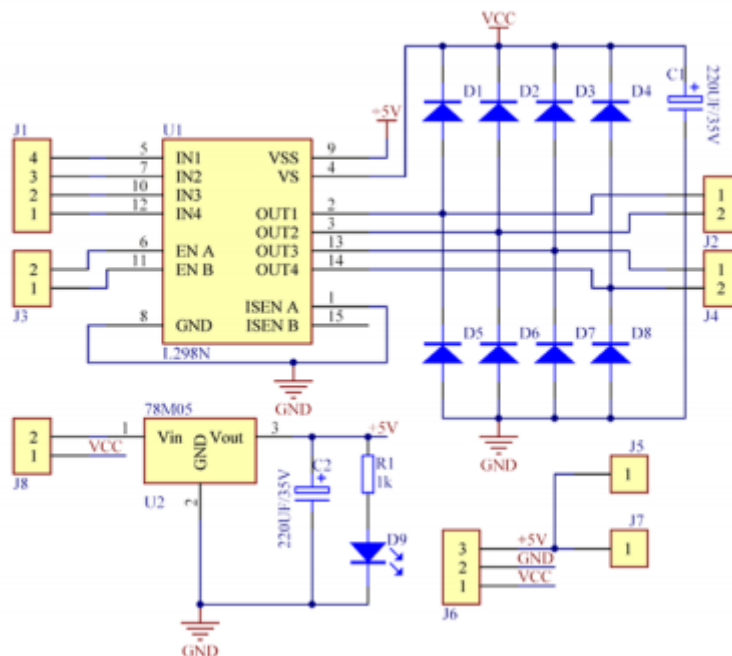 VCC
D1 D2 D3 D4 C1 220UF/35V
+5V
J1 U1
4 5 IN1 VSS 9
3 7 IN2 VS 4
2 10 IN3
1 12 IN4 OUT1 2 1
OUT2 3 2
J2
2 6 EN A OUT3 13 1
1 11 EN B OUT4 14 2
J3 J4
ISEN A 1
8 GND ISEN B 15
D5 D6 D7 D8
L298N
GND
GND
78M05
2 1 Vin Vout 3 +5V
1 VCC GND
J8 U2 2
C2 220UF/35V R1
1k
D9
GND
J5
1
J7
3 +5V 1
2 GND
1 VCC
J6